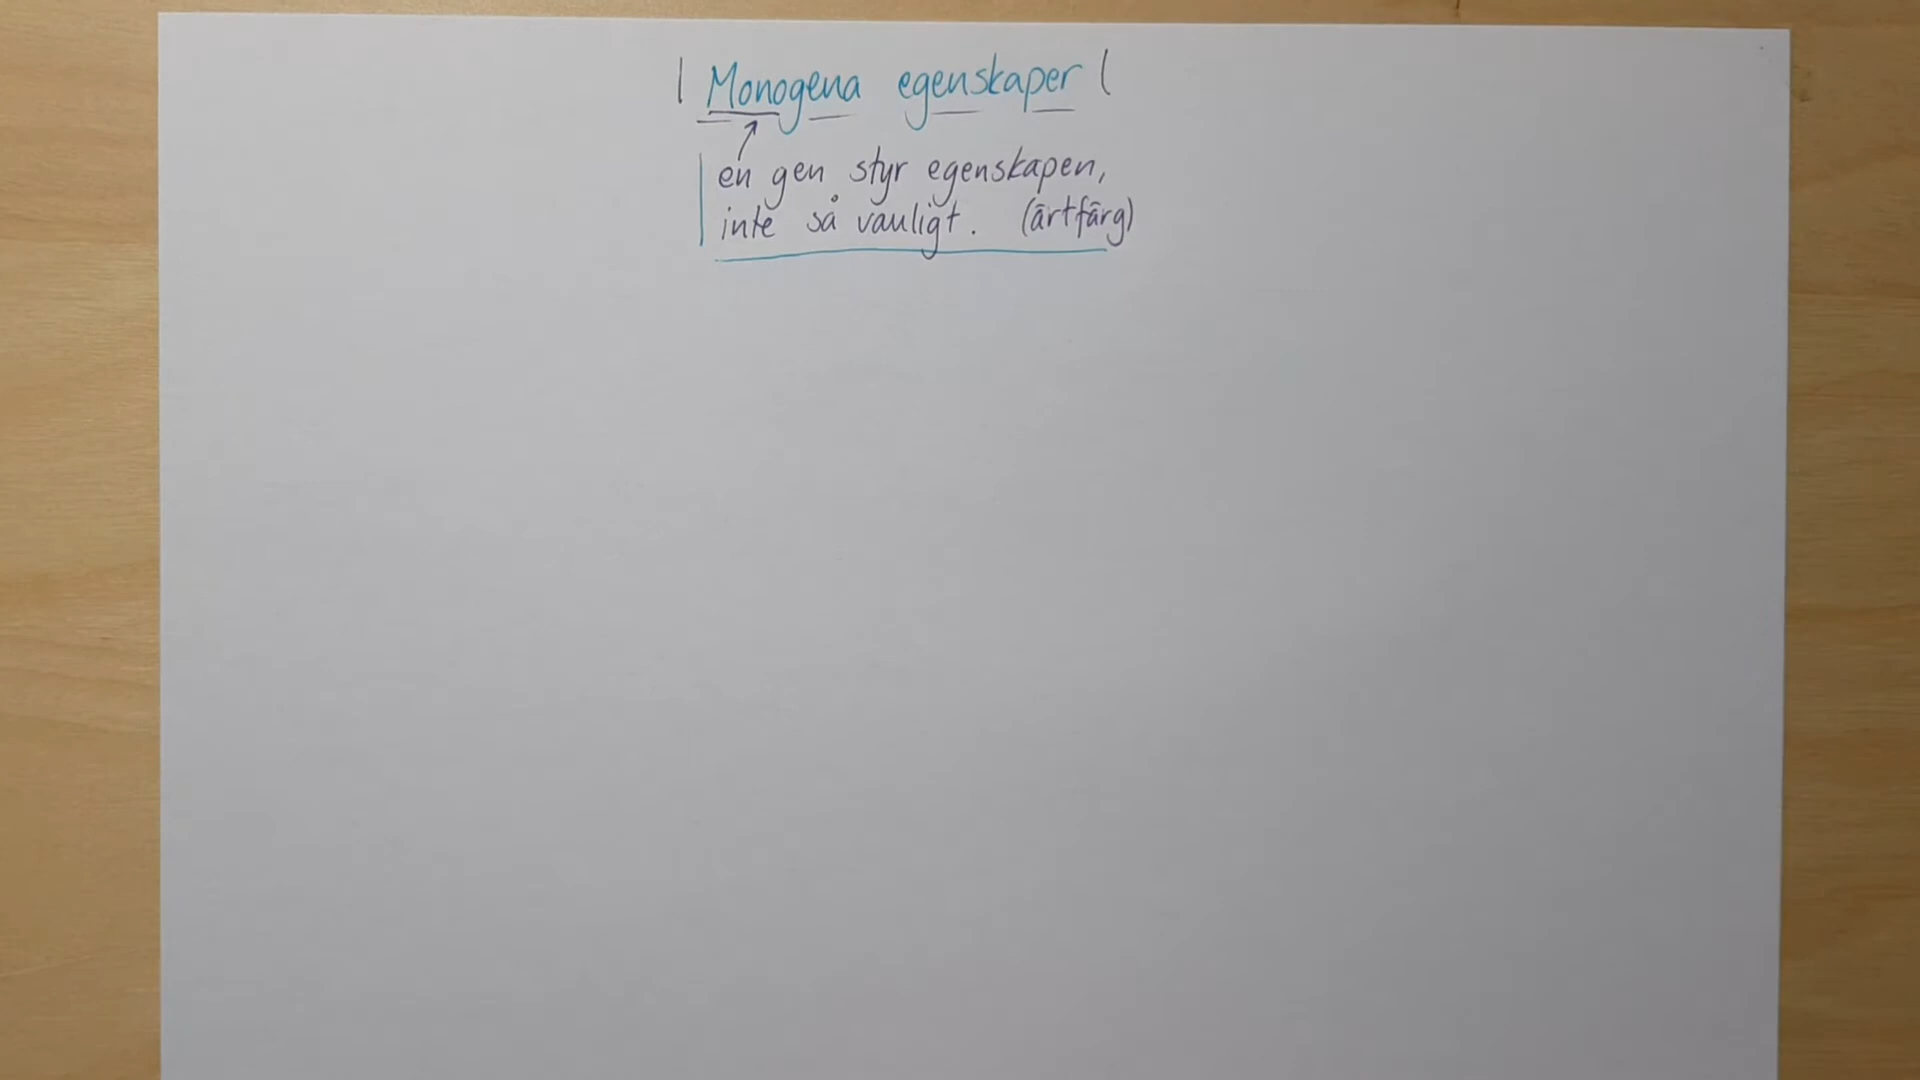 Monogena egenskaper
en gen styr egenskapen,
inte så vanligt. (ärtfärg)